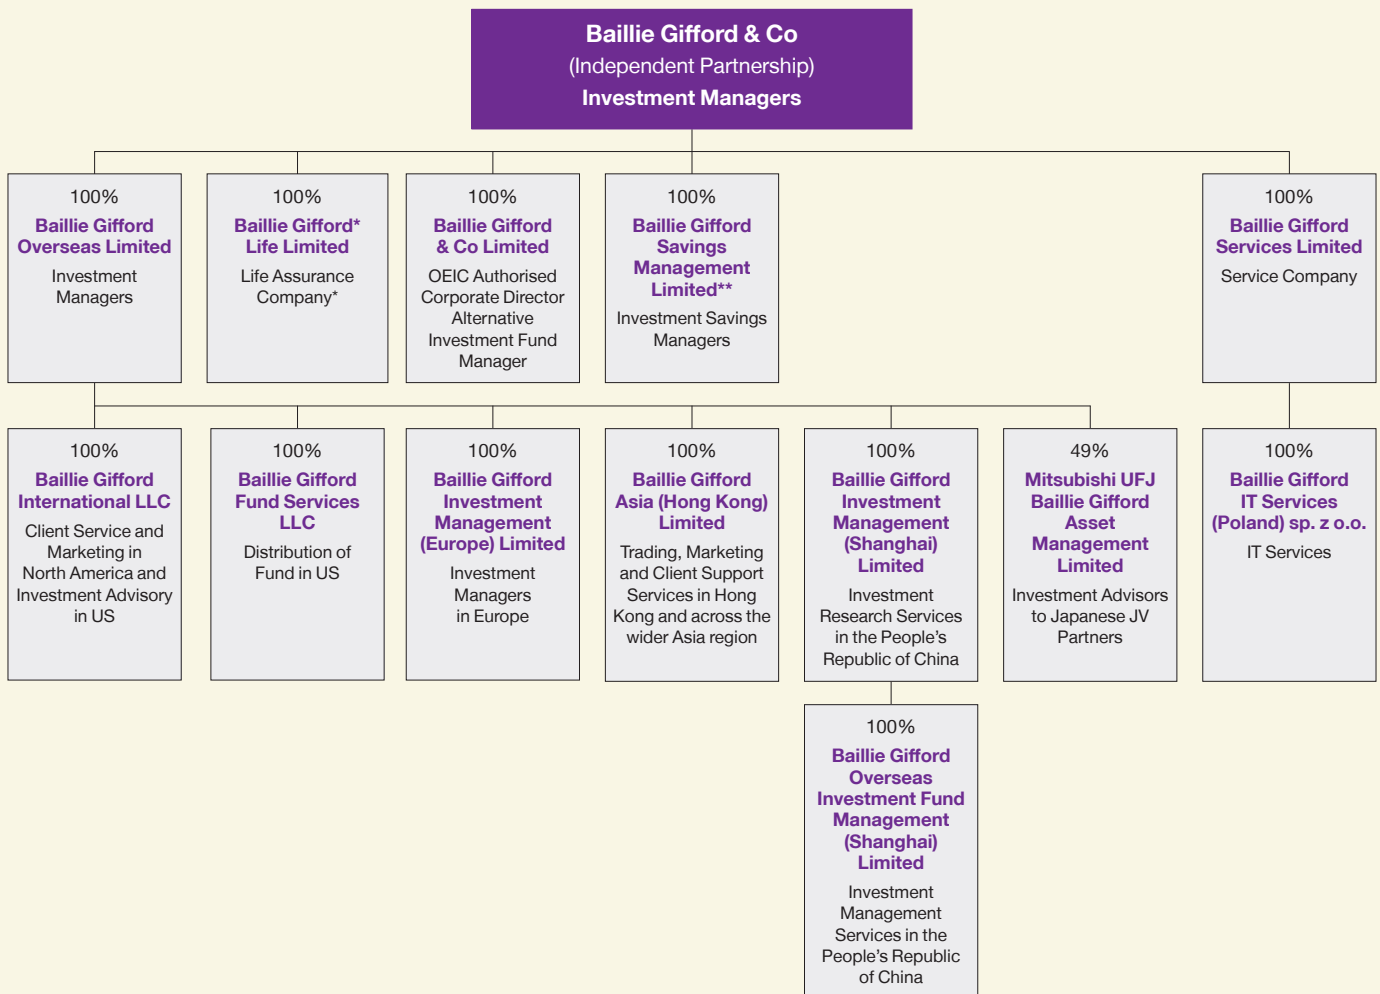 Baillie Gifford & Co
(Independent Partnership)
Investment Managers
100%
Baillie Gifford
Overseas Limited
Investment
Managers
100%
Baillie Gifford*
Life Limited
Life Assurance
Company*
100%
Baillie Gifford
& Co Limited
OEIC Authorised
Corporate Director
Alternative
Investment Fund
Manager
100%
Baillie Gifford
Savings
Management
Limited**
Investment Savings
Managers
100%
Baillie Gifford
Services Limited
Service Company
100%
Baillie Gifford
International LLC
Client Service and
Marketing in
North America and
Investment Advisory
in US
100%
Baillie Gifford
Fund Services
LLC
Distribution of
Fund in US
100%
Baillie Gifford
Investment
Management
(Europe) Limited
Investment
Managers
in Europe
100%
Baillie Gifford
Asia (Hong Kong)
Limited
Trading, Marketing
and Client Support
Services in Hong
Kong and across the
wider Asia region
100%
Baillie Gifford
Investment
Management
(Shanghai)
Limited
Investment
Research Services
in the People's
Republic of China
49%
Mitsubishi UFJ
Baillie Gifford
Asset
Management
Limited
Investment Advisors
to Japanese JV
Partners
100%
Baillie Gifford
IT Services
(Poland) sp. z o.o.
IT Services
100%
Baillie Gifford
Overseas
Investment Fund
Management
(Shanghai)
Limited
Investment
Management
Services in the
People's Republic
of China